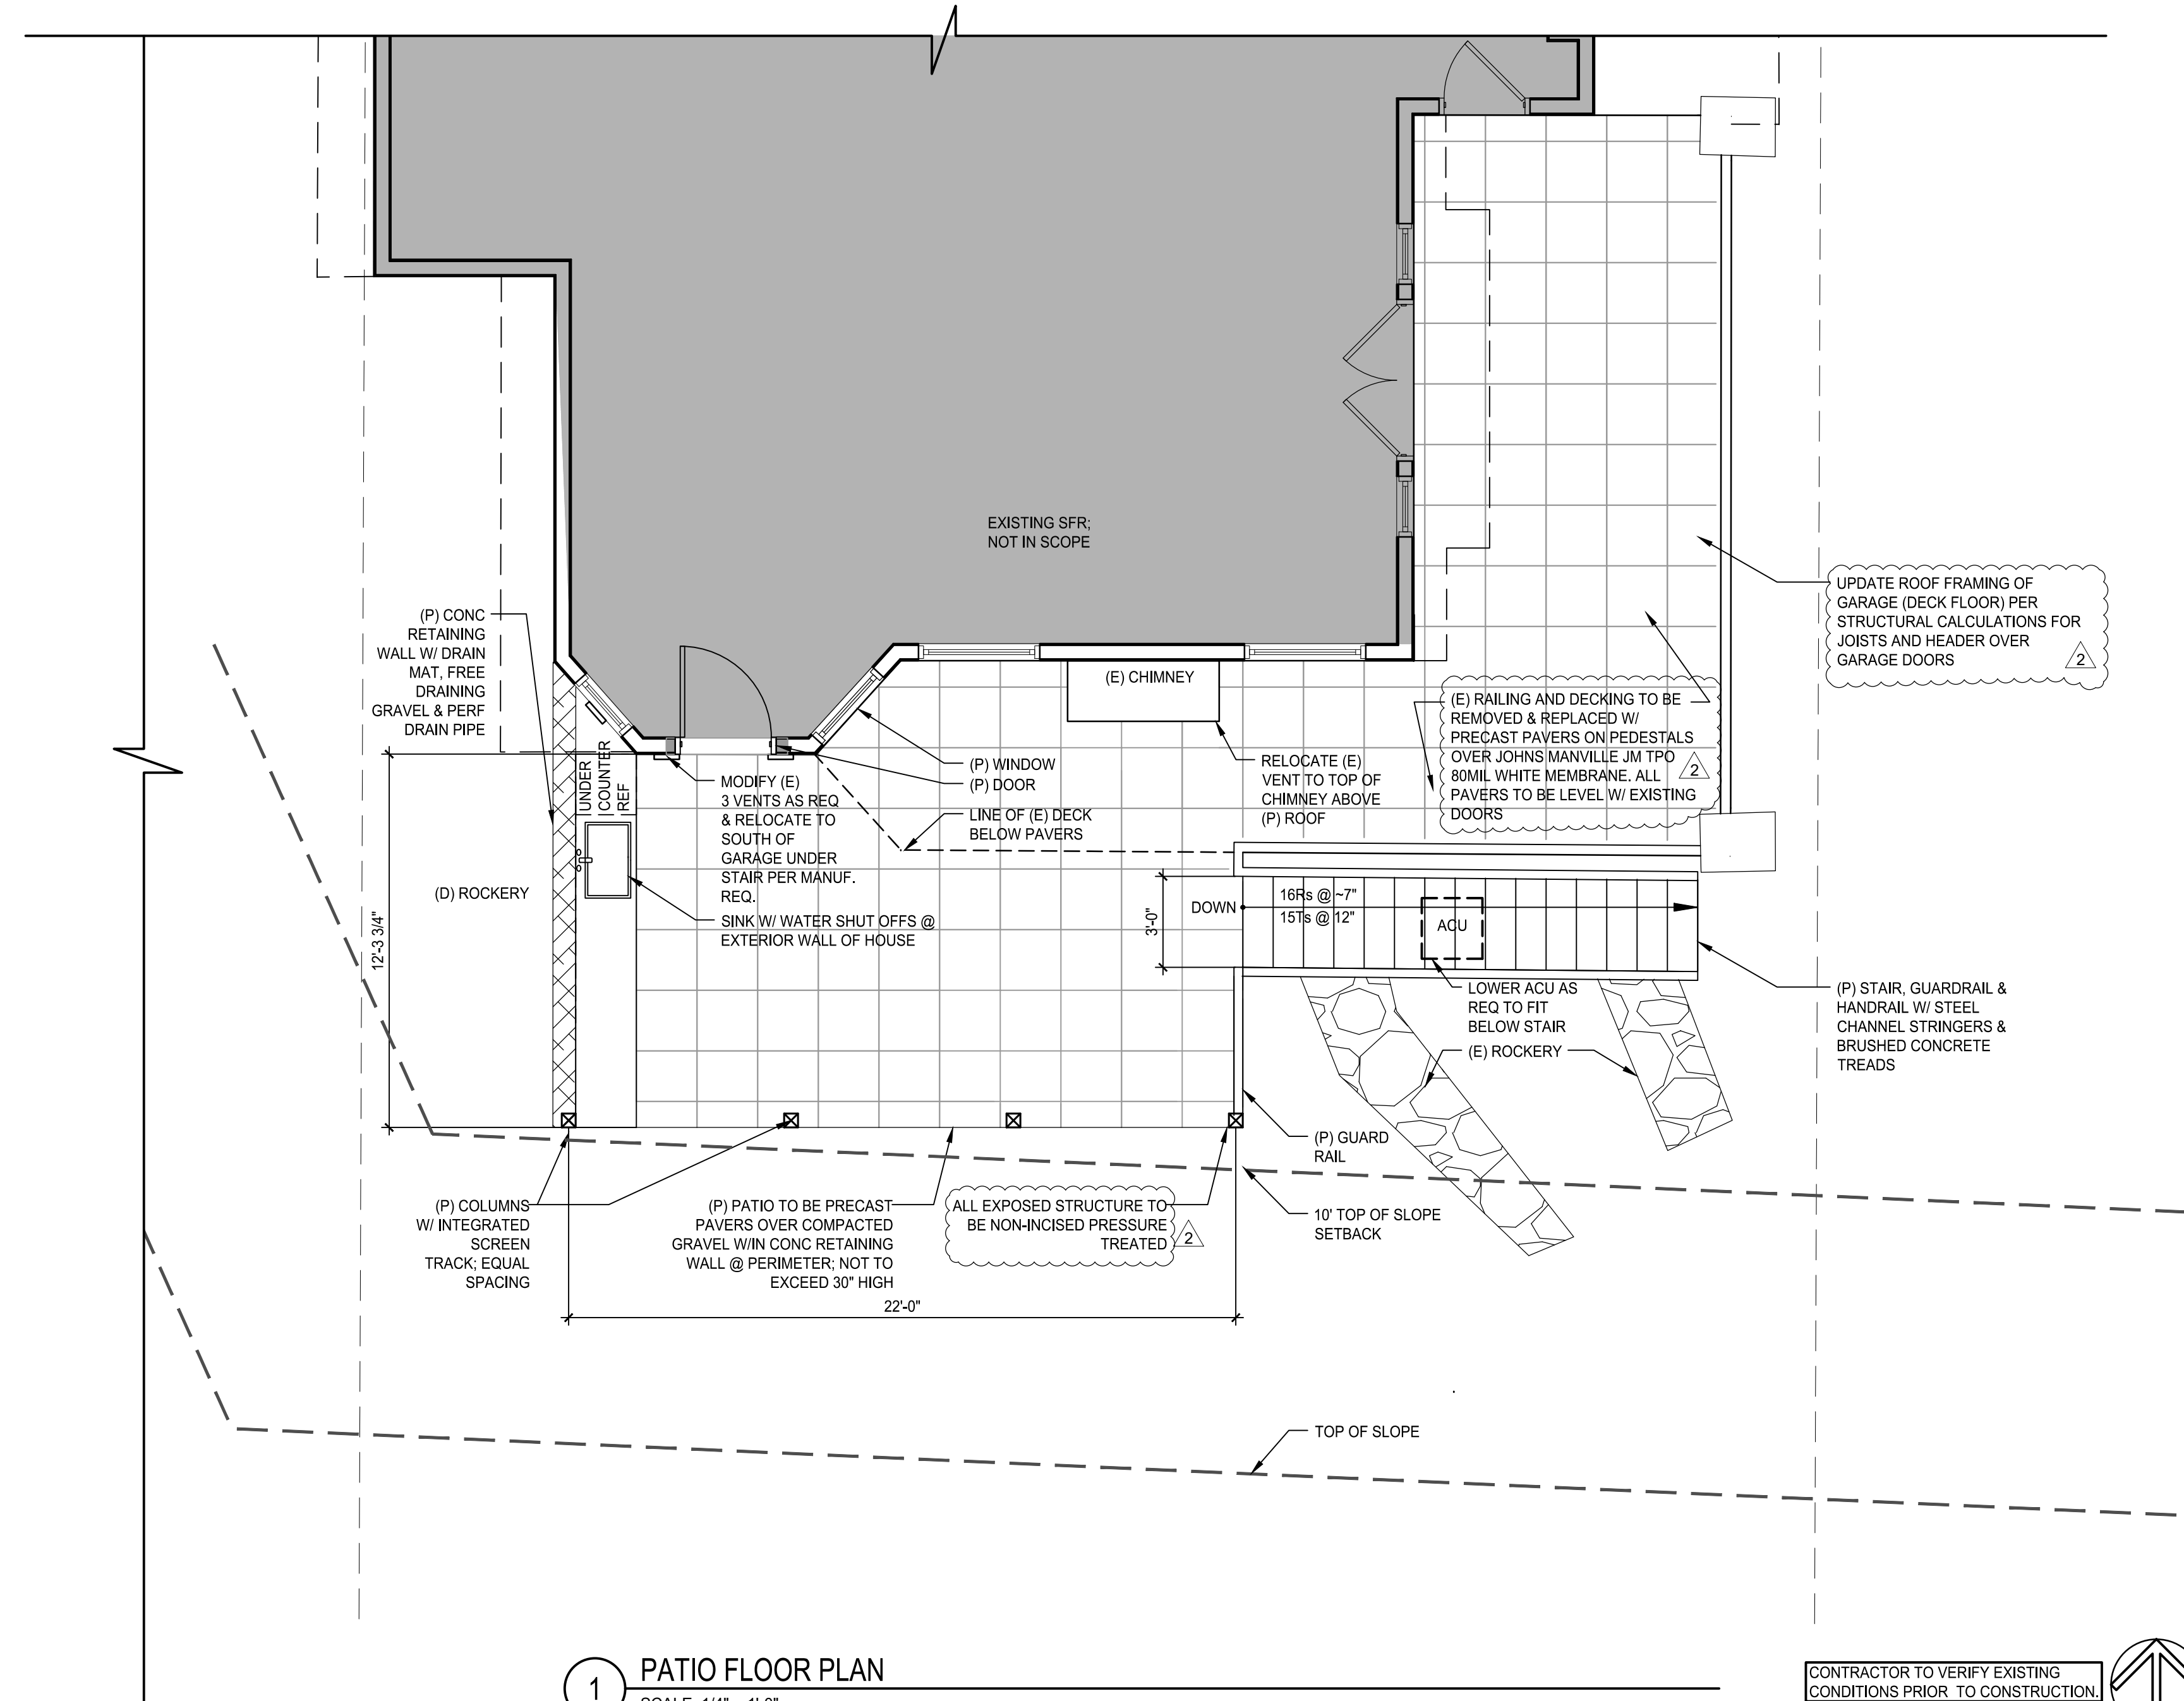 EXISTING SFR;
NOT IN SCOPE
(P) CONC
RETAINING
WALL W/ DRAIN
MAT, FREE
DRAINING
GRAVEL & PERF
DRAIN PIPE
UPDATE ROOF FRAMING OF
GARAGE (DECK FLOOR) PER
STRUCTURAL CALCULATIONS FOR
JOISTS AND HEADER OVER
GARAGE DOORS
2
(E) CHIMNEY
(E) RAILING AND DECKING TO BE
REMOVED & REPLACED W/
PRECAST PAVERS ON PEDESTALS
OVER JOHNS MANVILLE JM TPO
80MIL WHITE MEMBRANE. ALL
PAVERS TO BE LEVEL W/ EXISTING
DOORS
2
UNDER
COUNTER
REF
MODIFY (E)
3 VENTS AS REQ
& RELOCATE TO
SOUTH OF
GARAGE UNDER
STAIR PER MANUF.
REQ.
(P) WINDOW
(P) DOOR
LINE OF (E) DECK
BELOW PAVERS
RELOCATE (E)
VENT TO TOP OF
CHIMNEY ABOVE
(P) ROOF
(D) ROCKERY
12'-3 3/4"
SINK W/ WATER SHUT OFFS @
EXTERIOR WALL OF HOUSE
3'-0"
DOWN
16Rs @ ~7"
15Ts @ 12"
ACU
LOWER ACU AS
REQ TO FIT
BELOW STAIR
(E) ROCKERY
(P) STAIR, GUARDRAIL &
HANDRAIL W/ STEEL
CHANNEL STRINGERS &
BRUSHED CONCRETE
TREADS
(P) GUARD
RAIL
(P) COLUMNS
W/ INTEGRATED
SCREEN
TRACK; EQUAL
SPACING
(P) PATIO TO BE PRECAST
PAVERS OVER COMPACTED
GRAVEL W/IN CONC RETAINING
WALL @ PERIMETER; NOT TO
EXCEED 30" HIGH
ALL EXPOSED STRUCTURE TO
BE NON-INCISED PRESSURE
TREATED
2
10' TOP OF SLOPE
SETBACK
22'-0"
TOP OF SLOPE
1
PATIO FLOOR PLAN
CONTRACTOR TO VERIFY EXISTING
CONDITIONS PRIOR TO CONSTRUCTION.